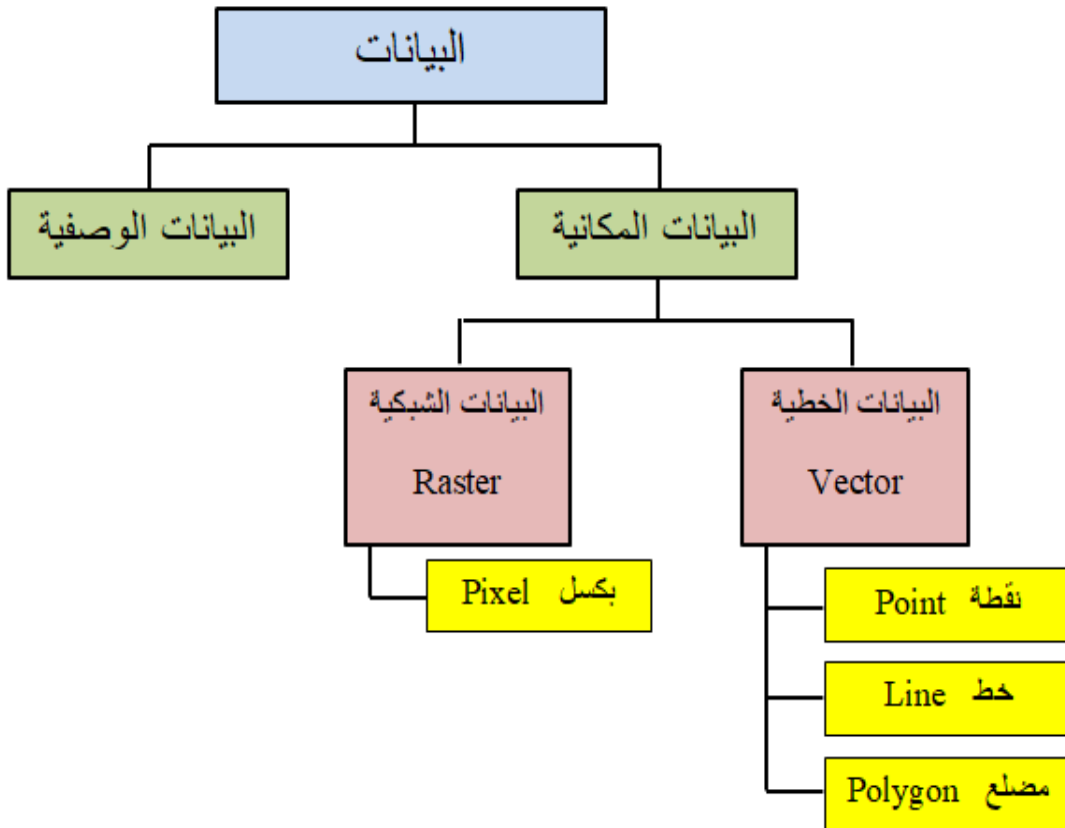 البيانات
البيانات المكانية
البيانات الوصفية
البيانات الخطية
Vector
البيانات الشبكية
Raster
نقطة Point
خط Line
مضلع Polygon
بكسل Pixel